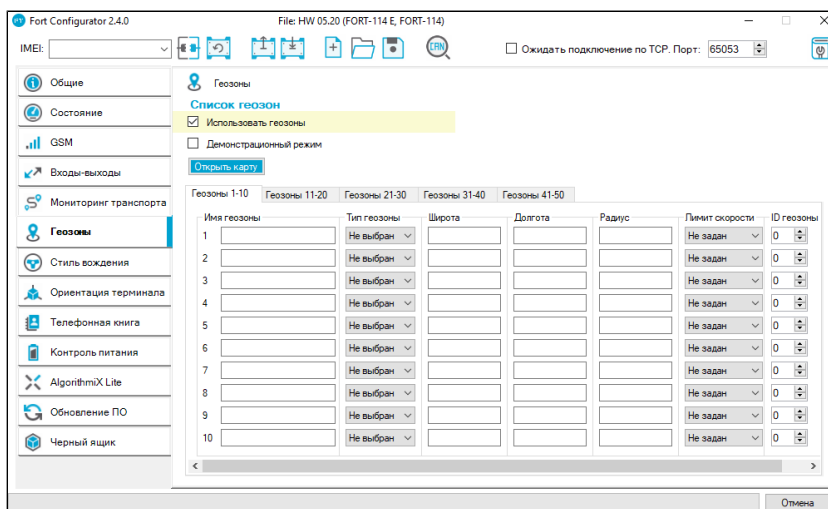 Fort Configurator 2.4.0
File: HW 05.20 (FORT-114 E, FORT-114)
IMEI:
CAN
Ожидать подключение по TCP. Порт: 65053
Общие
Состояние
GSM
Входы-выходы
Мониторинг транспорта
Геозоны
Стиль вождения
Ориентация терминала
Телефонная книга
Контроль питания
AlgorithmiX Lite
Обновление ПО
Черный ящик
Геозоны
Список геозон
Использовать геозоны
Демонстрационный режим
Открыть карту
Геозоны 1-10 Геозоны 11-20 Геозоны 21-30 Геозоны 31-40 Геозоны 41-50
Имя геозоны Тип геозоны Широта Долгота Радиус Лимит скорости ID геозоны
1 Не выбран Не задан 0
2 Не выбран Не задан 0
3 Не выбран Не задан 0
4 Не выбран Не задан 0
5 Не выбран Не задан 0
6 Не выбран Не задан 0
7 Не выбран Не задан 0
8 Не выбран Не задан 0
9 Не выбран Не задан 0
10 Не выбран Не задан 0
Отмена